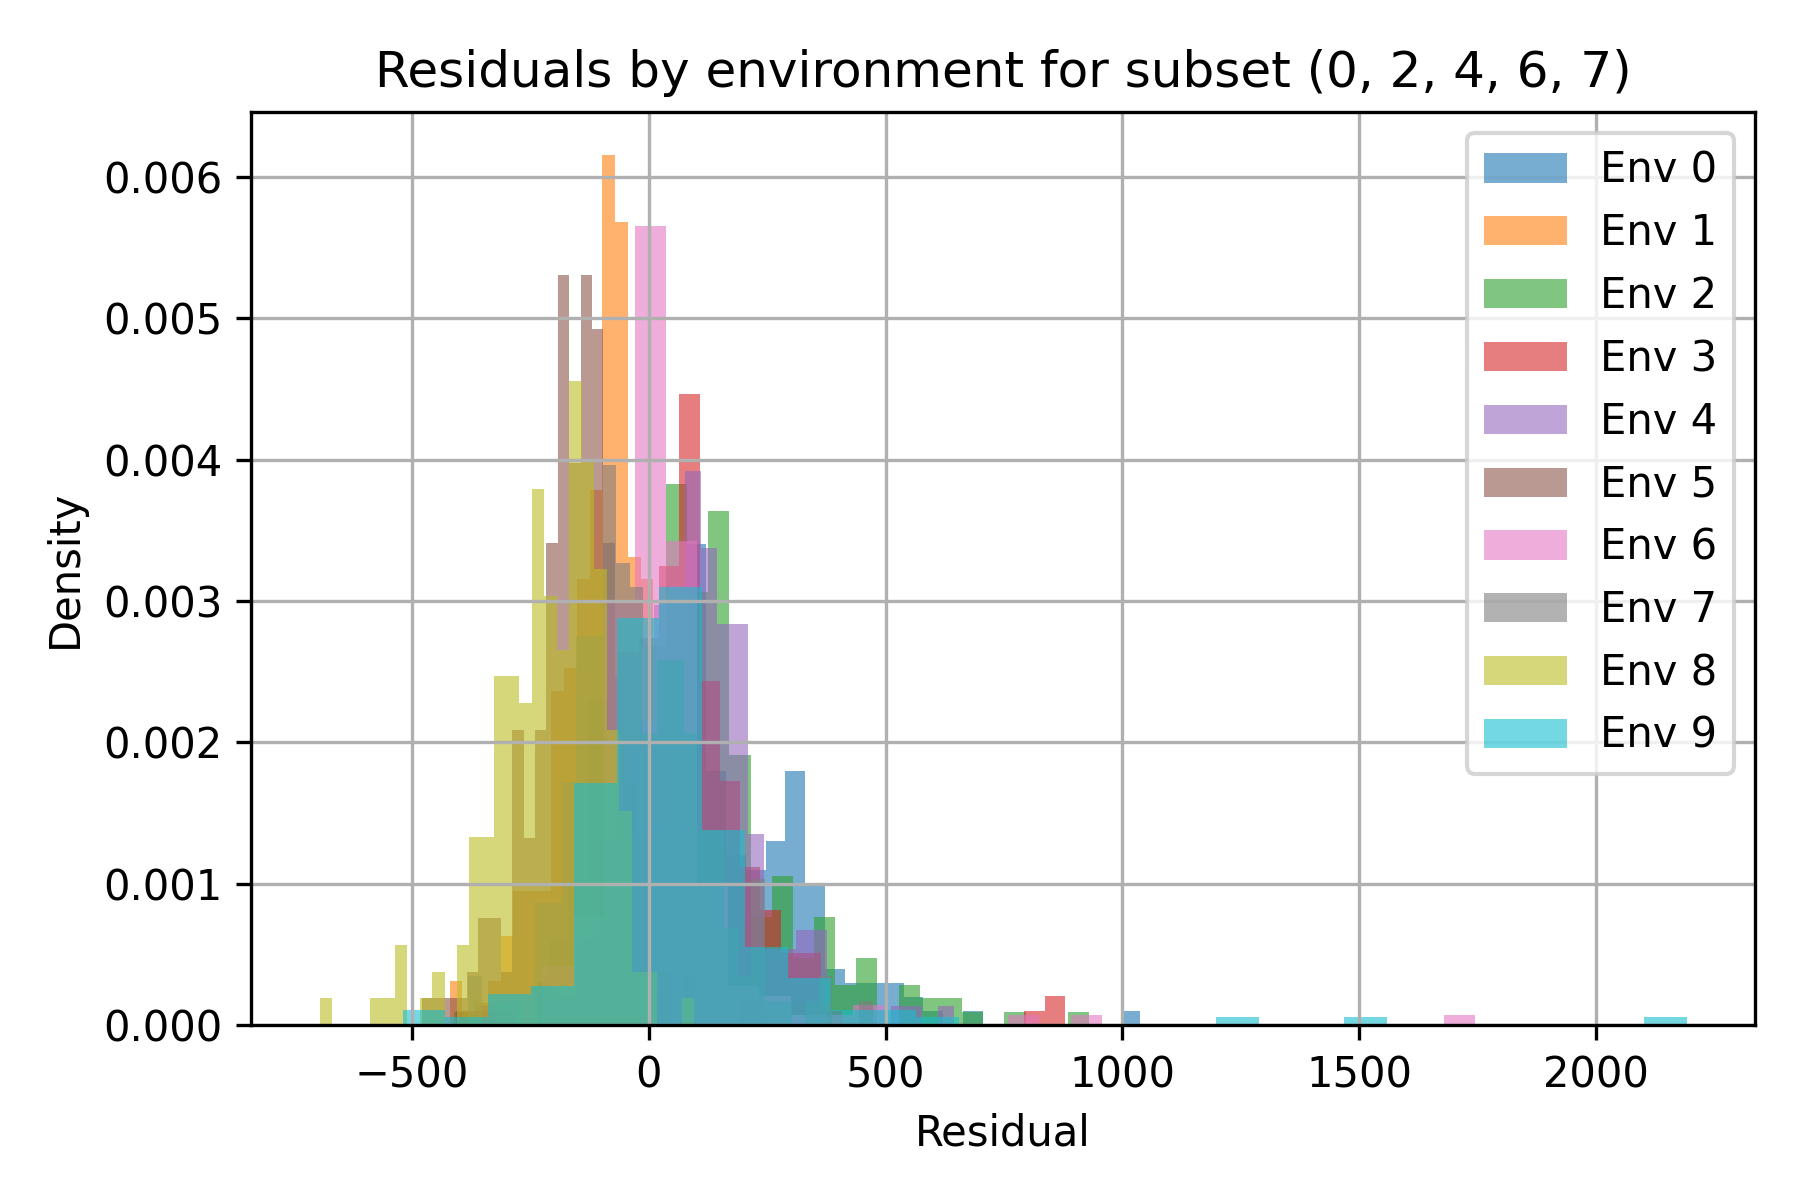 Residuals by environment for subset (0, 2, 4, 6, 7)
0.006
0.005
0.004
0.003
0.002
0.001
0.000
Density
−500
0
500
1000
1500
2000
Residual
Env 0
Env 1
Env 2
Env 3
Env 4
Env 5
Env 6
Env 7
Env 8
Env 9